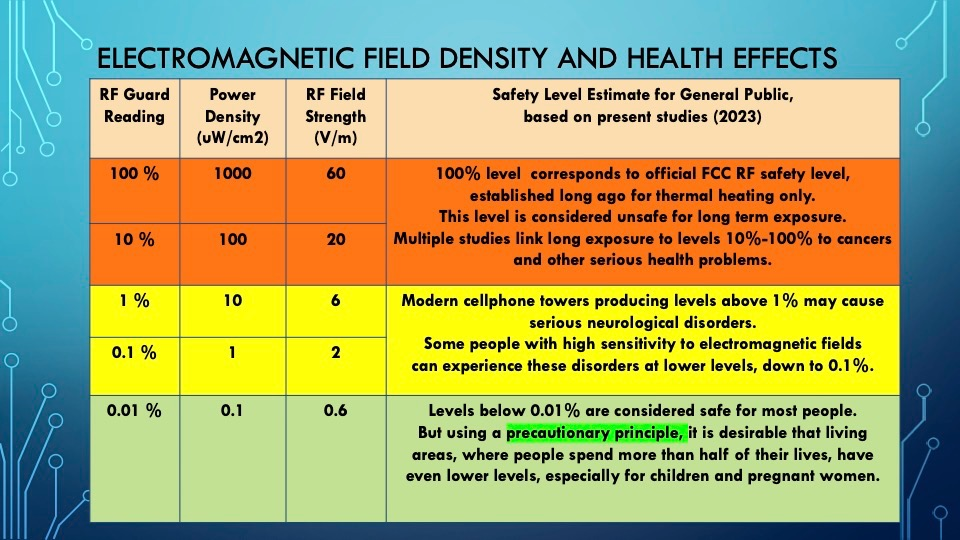 ELECTROMAGNETIC FIELD DENSITY AND HEALTH EFFECTS
RF Guard
Reading
Power
Density
(uW/cm2)
RF Field
Strength
(V/m)
Safety Level Estimate for General Public,
based on present studies (2023)
100 %
1000
60
100% level corresponds to official FCC RF safety level,
established long ago for thermal heating only.
This level is considered unsafe for long term exposure.
Multiple studies link long exposure to levels 10%-100% to cancers
and other serious health problems.
10 %
100
20
1 %
10
6
Modern cellphone towers producing levels above 1% may cause
serious neurological disorders.
Some people with high sensitivity to electromagnetic fields
can experience these disorders at lower levels, down to 0.1%.
0.1 %
1
2
0.01 %
0.1
0.6
Levels below 0.01% are considered safe for most people.
But using a precautionary principle, it is desirable that living
areas, where people spend more than half of their lives, have
even lower levels, especially for children and pregnant women.